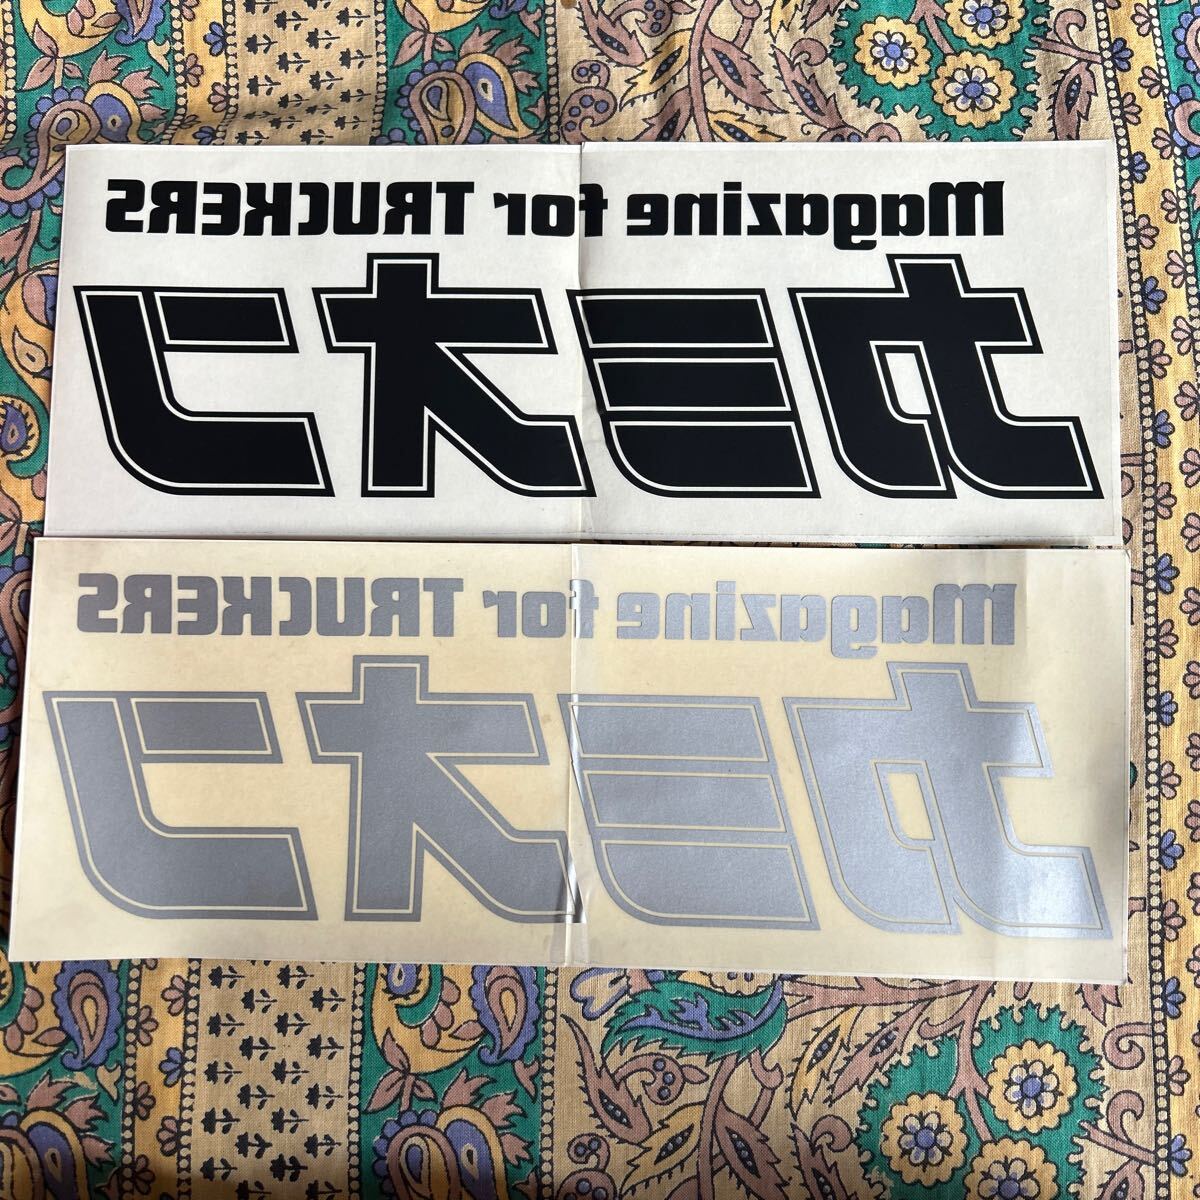 Magazine for TRUCKERS
カミオン
Magazine for TRUCKERS
カミオン